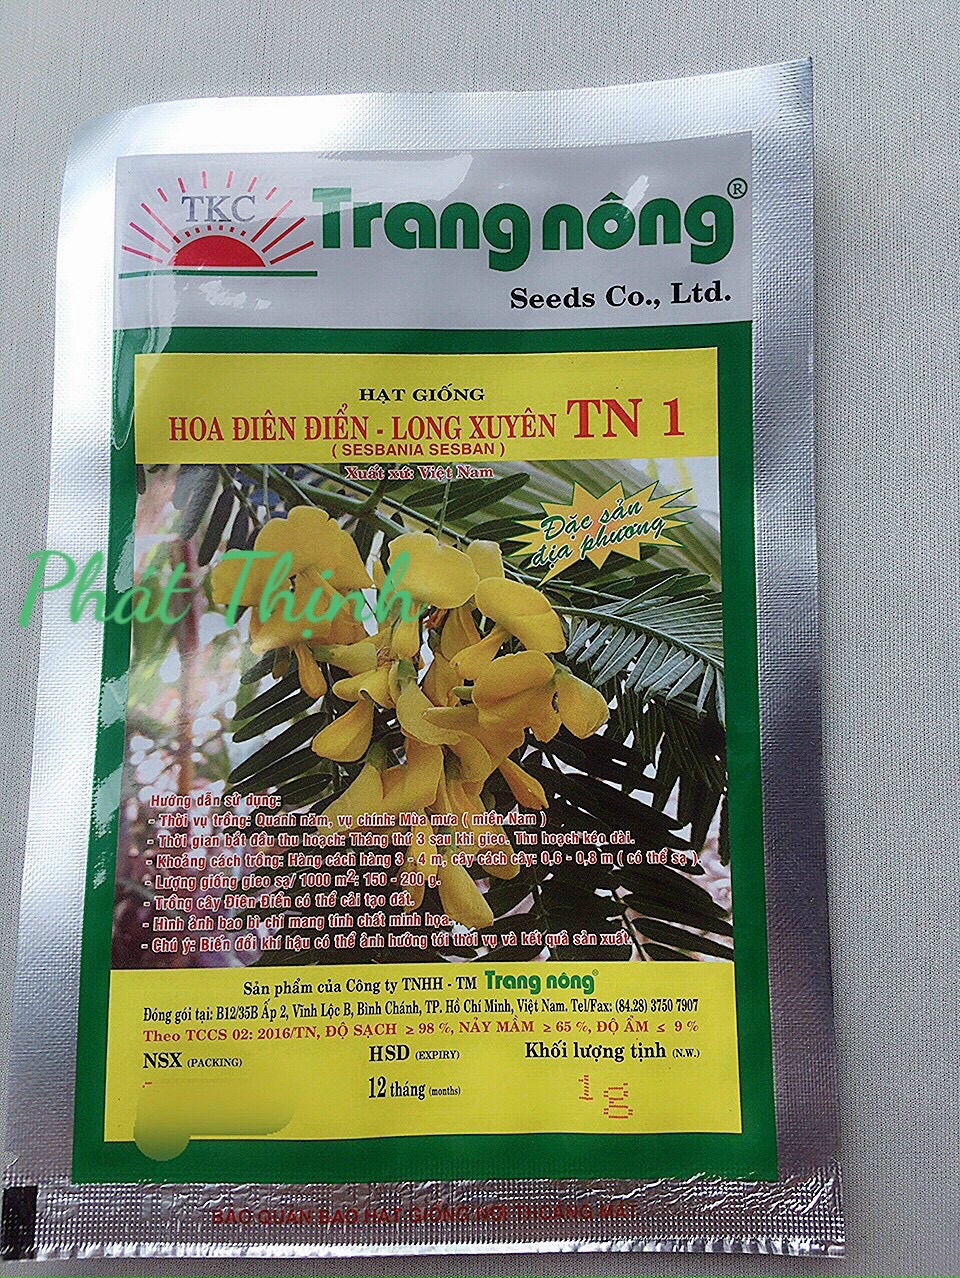 TKC
Trang nông®
Seeds Co., Ltd.
HẠT GIỐNG
HOA ĐIÊN ĐIỂN - LONG XUYÊN TN 1
( SESBANIA SESBAN )
Xuất xứ: Việt Nam
Đặc sản
địa phương
Phát Thịnh
Hướng dẫn sử dụng:
- Thời vụ trồng: Quanh năm, vụ chính: Mùa mưa ( miền Nam )
- Thời gian bắt đầu thu hoạch: Tháng thứ 3 sau khi gieo. Thu hoạch kéo dài.
- Khoảng cách trồng: Hàng cách hàng 3 - 4 m, cây cách cây: 0,6 - 0,8 m ( có thể sạ ).
- Lượng giống gieo sạ/ 1000 m²: 150 - 200 g.
- Trồng cây Điên Điển có thể cải tạo đất.
- Hình ảnh bao bì chỉ mang tính chất minh họa.
- Chú ý: Biến đổi khí hậu có thể ảnh hưởng tới thời vụ và kết quả sản xuất.
Sản phẩm của Công ty TNHH - TM Trang nông®
Đóng gói tại: B12/35B Ấp 2, Vĩnh Lộc B, Bình Chánh, TP. Hồ Chí Minh, Việt Nam. Tel/Fax: (84.28) 3750 7907
Theo TCCS 02: 2016/TN, ĐỘ SẠCH ≥ 98 %, NẢY MẦM ≥ 65 %, ĐỘ ẨM ≤ 9 %
NSX (PACKING) HSD (EXPIRY) Khối lượng tịnh (N.W.)
12 tháng (months) 18
BẢO QUẢN BAO HẠT GIỐNG NƠI THOÁNG MÁT